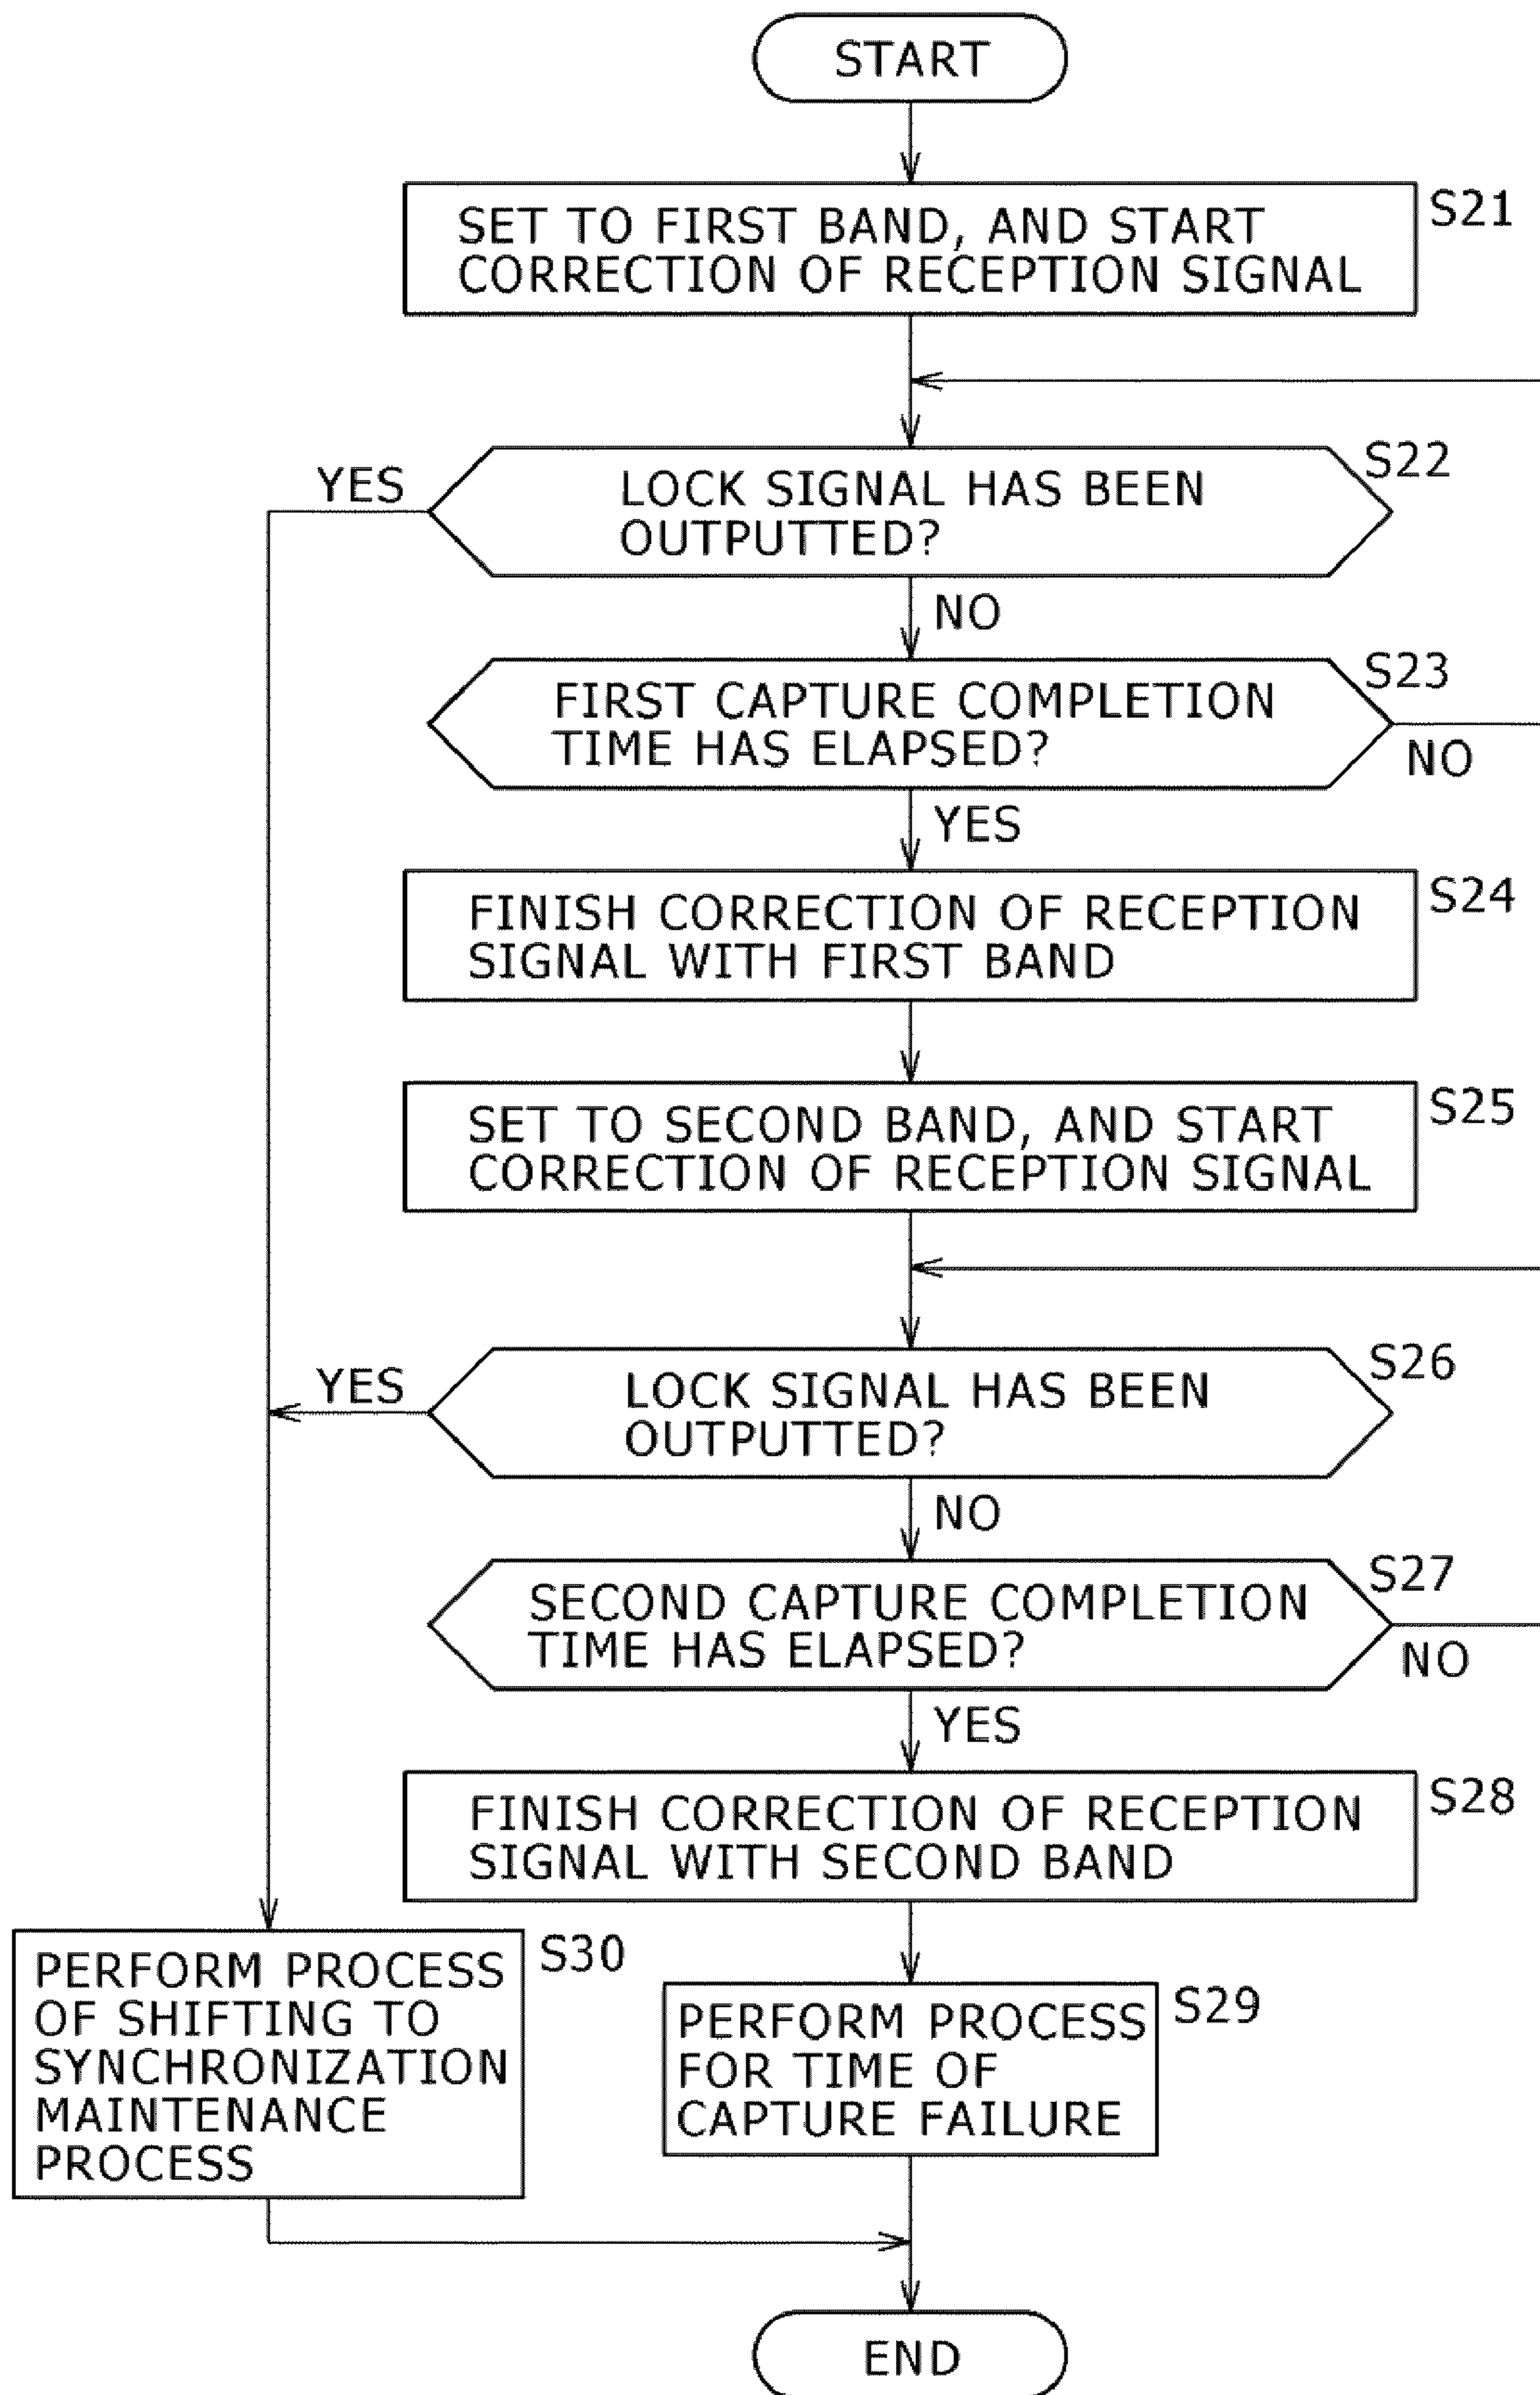 START
SET TO FIRST BAND, AND START
CORRECTION OF RECEPTION SIGNAL
S21
LOCK SIGNAL HAS BEEN
OUTPUTTED?
S22
YES
NO
FIRST CAPTURE COMPLETION
TIME HAS ELAPSED?
S23
NO
YES
FINISH CORRECTION OF RECEPTION
SIGNAL WITH FIRST BAND
S24
SET TO SECOND BAND, AND START
CORRECTION OF RECEPTION SIGNAL
S25
LOCK SIGNAL HAS BEEN
OUTPUTTED?
S26
YES
NO
SECOND CAPTURE COMPLETION
TIME HAS ELAPSED?
S27
NO
YES
FINISH CORRECTION OF RECEPTION
SIGNAL WITH SECOND BAND
S28
PERFORM PROCESS
OF SHIFTING TO
SYNCHRONIZATION
MAINTENANCE
PROCESS
S30
PERFORM PROCESS
FOR TIME OF
CAPTURE FAILURE
S29
END